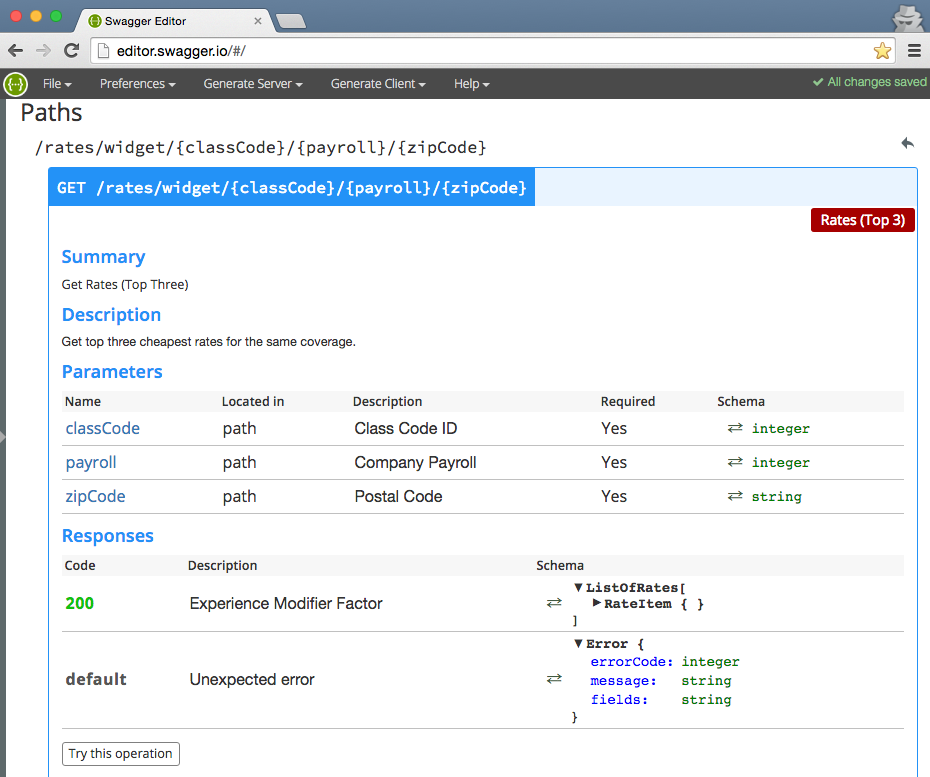 Swagger Editor
editor.swagger.io/#/
File Preferences Generate Server Generate Client Help All changes saved
Paths
/rates/widget/{classCode}/{payroll}/{zipCode}
GET /rates/widget/{classCode}/{payroll}/{zipCode}
Rates (Top 3)
Summary
Get Rates (Top Three)
Description
Get top three cheapest rates for the same coverage.
Parameters
Name Located in Description Required Schema
classCode path Class Code ID Yes integer
payroll path Company Payroll Yes integer
zipCode path Postal Code Yes string
Responses
Code Description Schema
200 Experience Modifier Factor ListOfRates[
RateItem { }
]
default Unexpected error Error {
errorCode: integer
message: string
fields: string
}
Try this operation